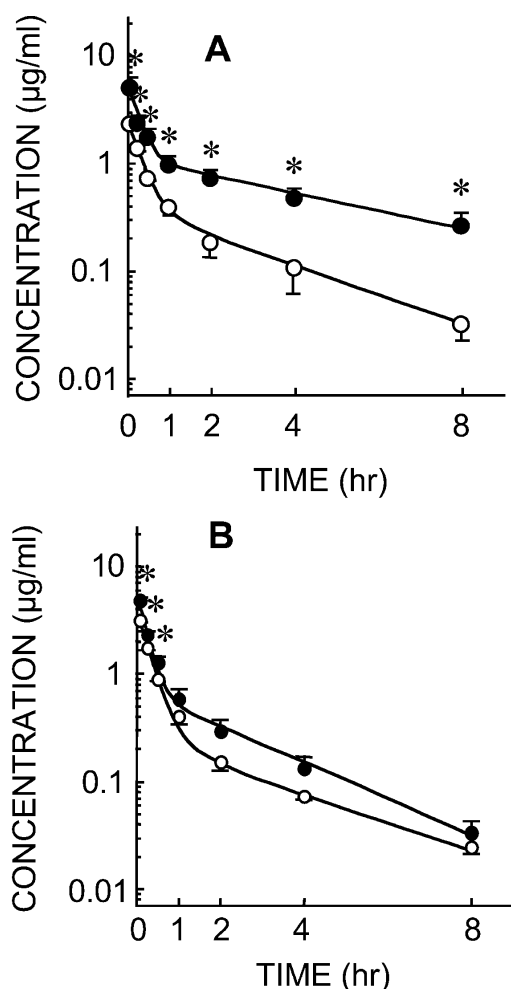 A
CONCENTRATION (µg/ml)
10
*
*
*
*
*
*
*
1
0.1
0.01
0 1 2 4 8
TIME (hr)
B
CONCENTRATION (µg/ml)
10
*
*
*
1
0.1
0.01
0 1 2 4 8
TIME (hr)